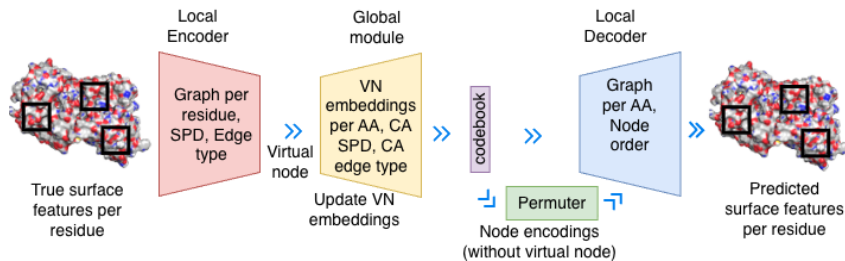 Local
Encoder
Global
module
Local
Decoder
Graph per
residue,
SPD, Edge
type
Virtual
node
VN
embeddings
per AA, CA
SPD, CA
edge type
Update VN
embeddings
codebook
Permuter
Node encodings
(without virtual node)
Graph
per AA,
Node
order
True surface
features per
residue
Predicted
surface features
per residue